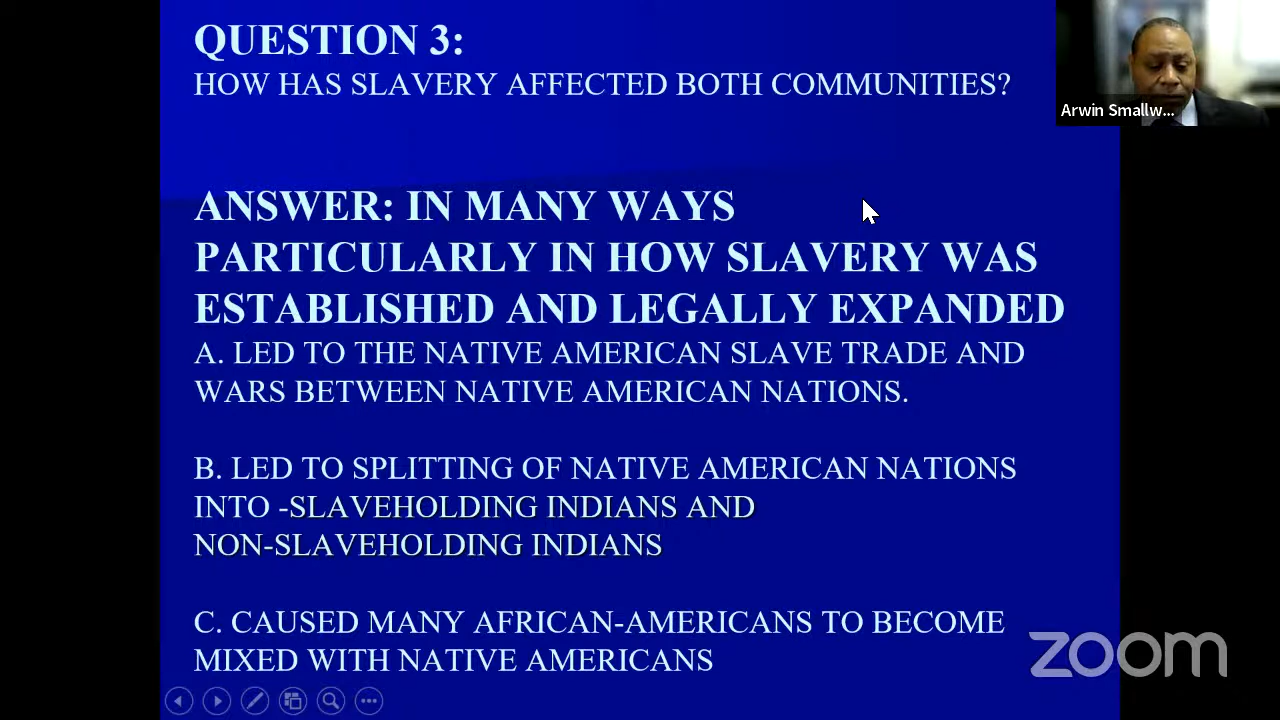 QUESTION 3:
HOW HAS SLAVERY AFFECTED BOTH COMMUNITIES?
Arwin Smallw...
ANSWER: IN MANY WAYS
PARTICULARLY IN HOW SLAVERY WAS
ESTABLISHED AND LEGALLY EXPANDED
A. LED TO THE NATIVE AMERICAN SLAVE TRADE AND
WARS BETWEEN NATIVE AMERICAN NATIONS.
B. LED TO SPLITTING OF NATIVE AMERICAN NATIONS
INTO -SLAVEHOLDING INDIANS AND
NON-SLAVEHOLDING INDIANS
C. CAUSED MANY AFRICAN-AMERICANS TO BECOME
MIXED WITH NATIVE AMERICANS
zoom